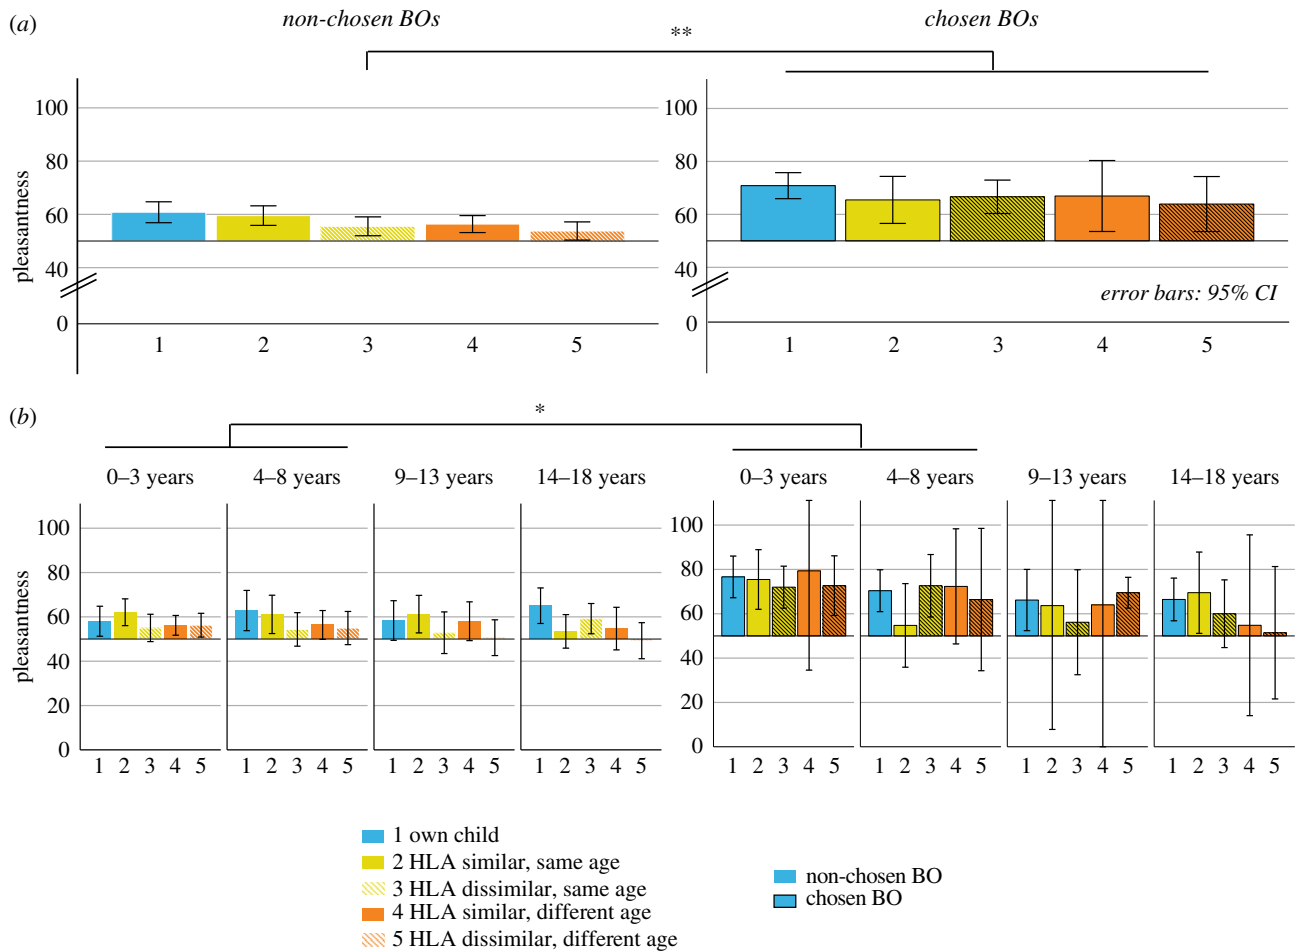 (a)
non-chosen BOs
chosen BOs
**
pleasantness
100
80
60
40
0
1 2 3 4 5
100
80
60
40
0
error bars: 95% CI
1 2 3 4 5
(b)
*
0–3 years 4–8 years 9–13 years 14–18 years
0–3 years 4–8 years 9–13 years 14–18 years
pleasantness
100
80
60
40
20
0
1 2 3 4 5 1 2 3 4 5 1 2 3 4 5 1 2 3 4 5
100
80
60
40
20
0
1 2 3 4 5 1 2 3 4 5 1 2 3 4 5 1 2 3 4 5
1 own child
2 HLA similar, same age
3 HLA dissimilar, same age
4 HLA similar, different age
5 HLA dissimilar, different age
non-chosen BO
chosen BO